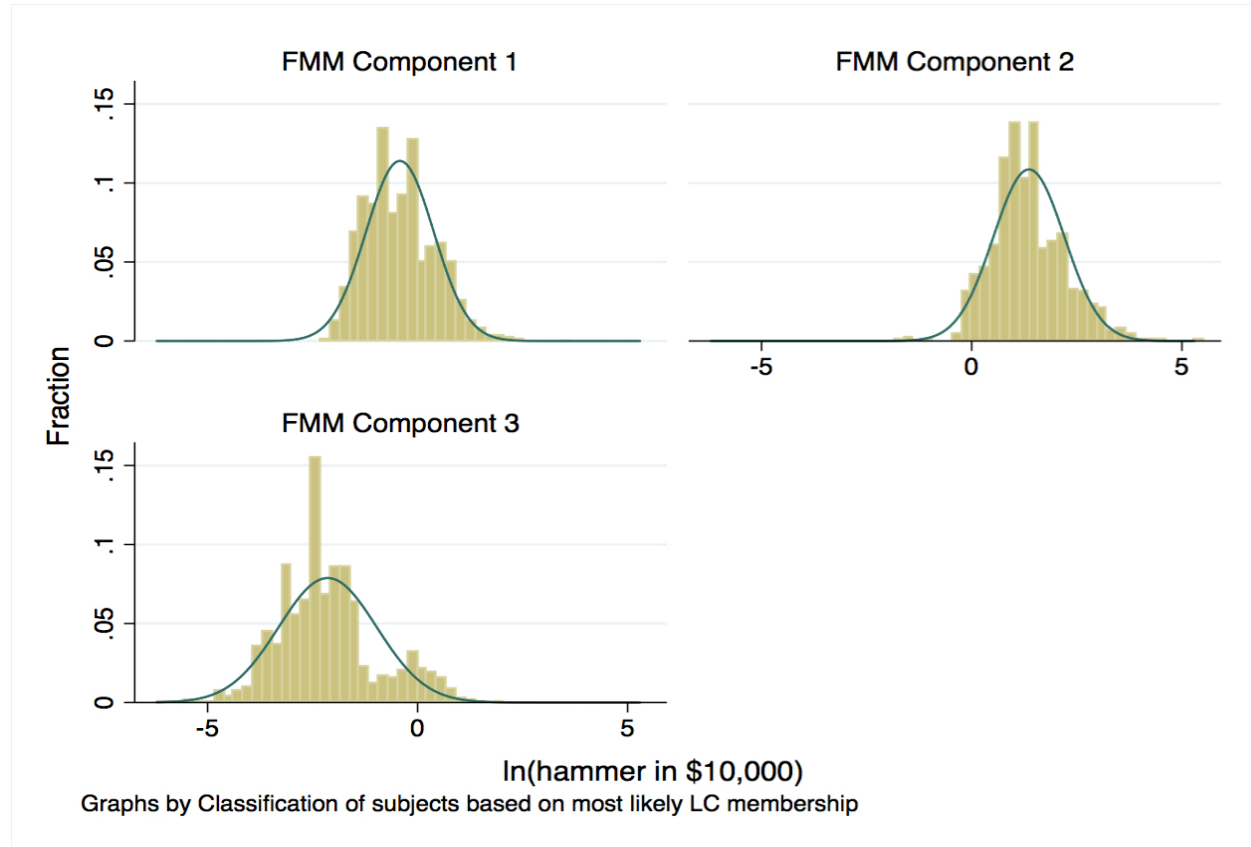 FMM Component 1
FMM Component 2
.15
.1
.05
0
-5
0
5
FMM Component 3
.15
.1
.05
0
-5
0
5
Fraction
ln(hammer in $10,000)
Graphs by Classification of subjects based on most likely LC membership